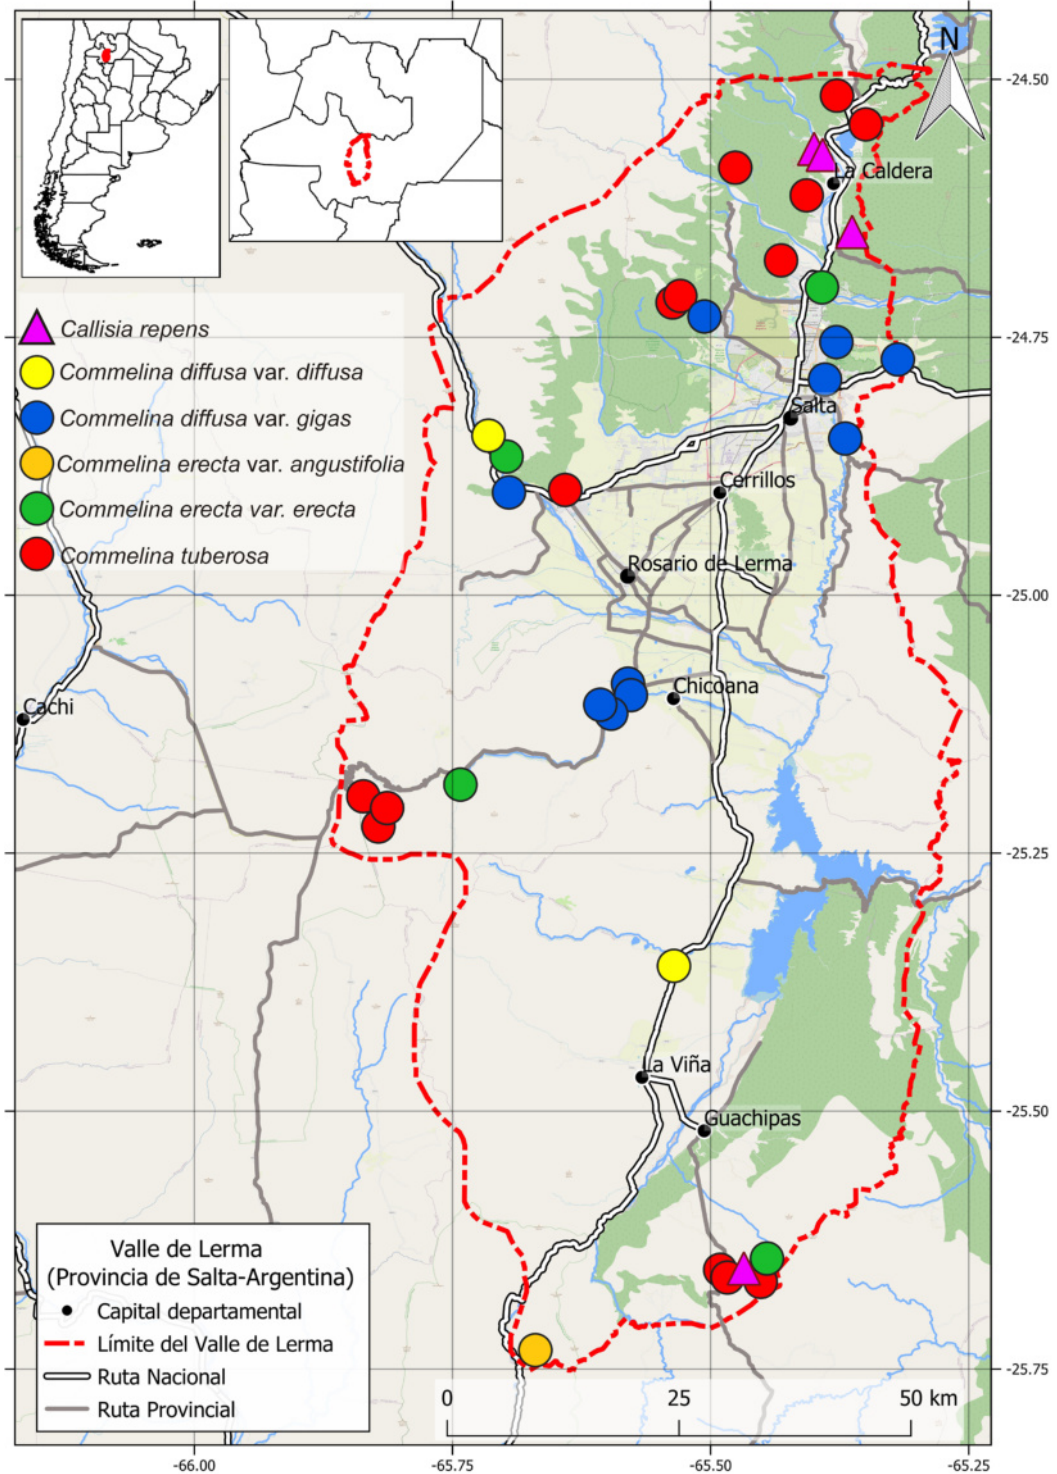 N
-24.50
La Caldera
Callisia repens
-24.75
Commelina diffusa var. diffusa
Commelina diffusa var. gigas
Salta
Commelina erecta var. angustifolia
Cerrillos
Commelina erecta var. erecta
Commelina tuberosa
Rosario de Lerma
-25.00
Chicoana
Cachi
-25.25
La Viña
-25.50
Guachipas
Valle de Lerma
(Provincia de Salta-Argentina)
Capital departamental
Límite del Valle de Lerma
Ruta Nacional
Ruta Provincial
-25.75
0 25 50 km
-66.00 -65.75 -65.50 -65.25